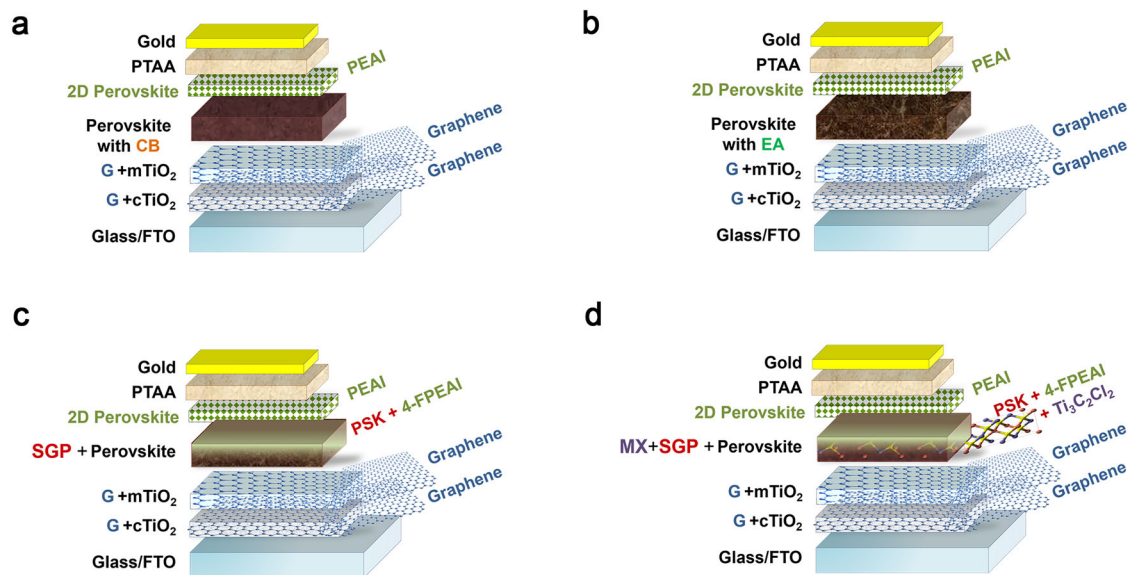 a
Gold
PTAA
PEAI
2D Perovskite
Perovskite
with CB
Graphene
G +mTiO₂
Graphene
G +cTiO₂
Glass/FTO
b
Gold
PTAA
PEAI
2D Perovskite
Perovskite
with EA
Graphene
G +mTiO₂
Graphene
G +cTiO₂
Glass/FTO
c
Gold
PTAA
PEAI
2D Perovskite
PSK + 4-FPEAI
SGP + Perovskite
Graphene
G +mTiO₂
Graphene
G +cTiO₂
Glass/FTO
d
Gold
PTAA
PEAI
2D Perovskite
PSK + 4-FPEAI
+ Ti₃C₂Cl₂
MX+SGP + Perovskite
Graphene
G +mTiO₂
Graphene
G +cTiO₂
Glass/FTO